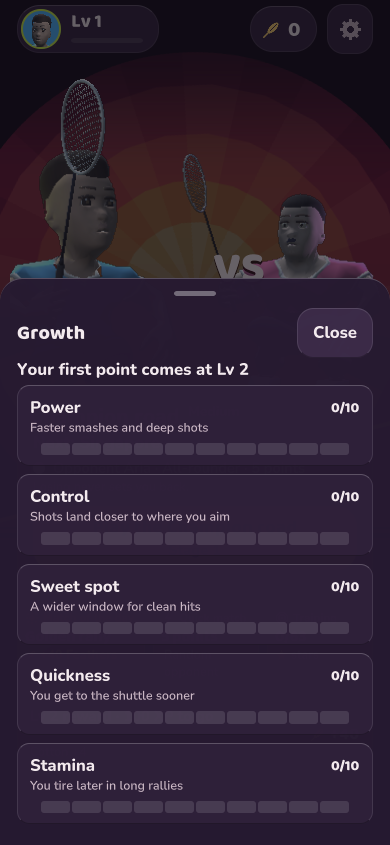 Lv 1
0
VS
Growth
Close
Your first point comes at Lv 2
Power
0/10
Faster smashes and deep shots
Control
0/10
Shots land closer to where you aim
Sweet spot
0/10
A wider window for clean hits
Quickness
0/10
You get to the shuttle sooner
Stamina
0/10
You tire later in long rallies